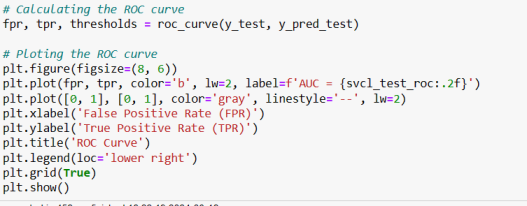 # Calculating the ROC curve
fpr, tpr, thresholds = roc_curve(y_test, y_pred_test)
# Ploting the ROC curve
plt.figure(figsize=(8, 6))
plt.plot(fpr, tpr, color='b', lw=2, label=f'AUC = {svcl_test_roc:.2f}')
plt.plot([0, 1], [0, 1], color='gray', linestyle='--', lw=2)
plt.xlabel('False Positive Rate (FPR)')
plt.ylabel('True Positive Rate (TPR)')
plt.title('ROC Curve')
plt.legend(loc='lower right')
plt.grid(True)
plt.show()